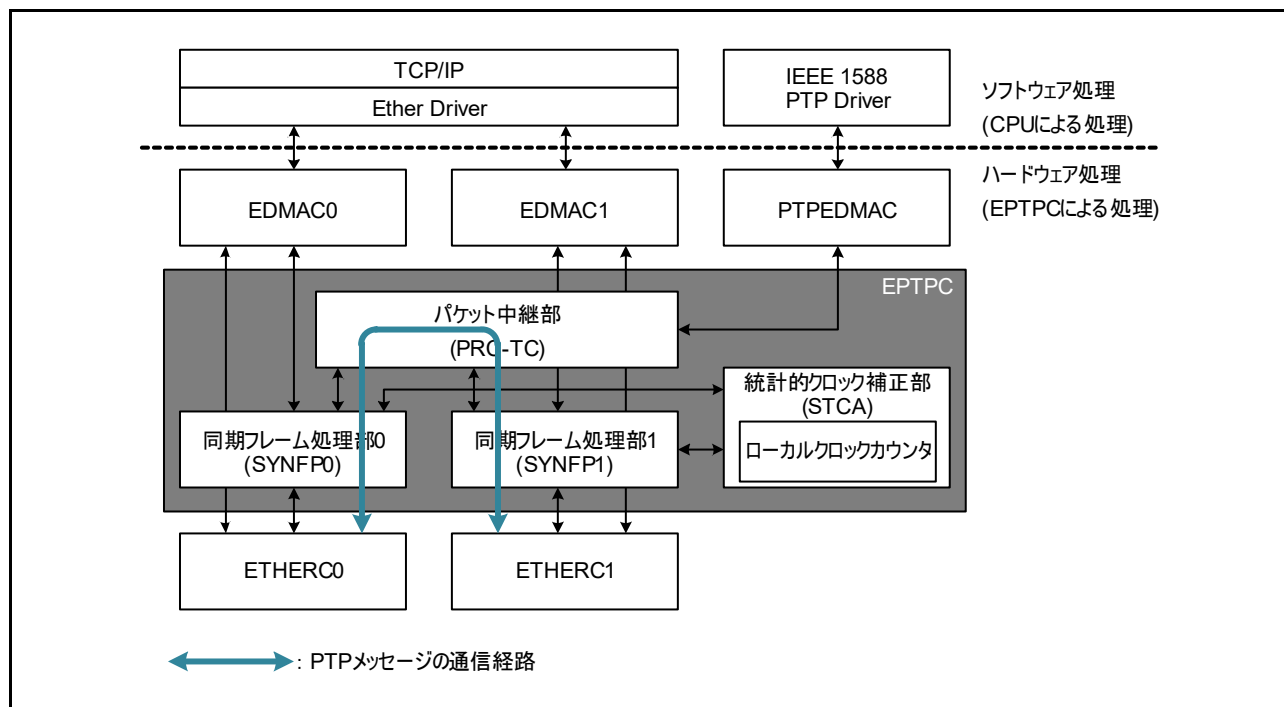 TCP/IP
Ether Driver
IEEE 1588
PTP Driver
ソフトウェア処理
(CPUによる処理)
ハードウェア処理
(EPTPCによる処理)
EDMAC0
EDMAC1
PTPEDMAC
EPTPC
パケット中継部
(PRC-TC)
統計的クロック補正部
(STCA)
ローカルクロックカウンタ
同期フレーム処理部0
(SYNFP0)
同期フレーム処理部1
(SYNFP1)
ETHERC0
ETHERC1
: PTPメッセージの通信経路